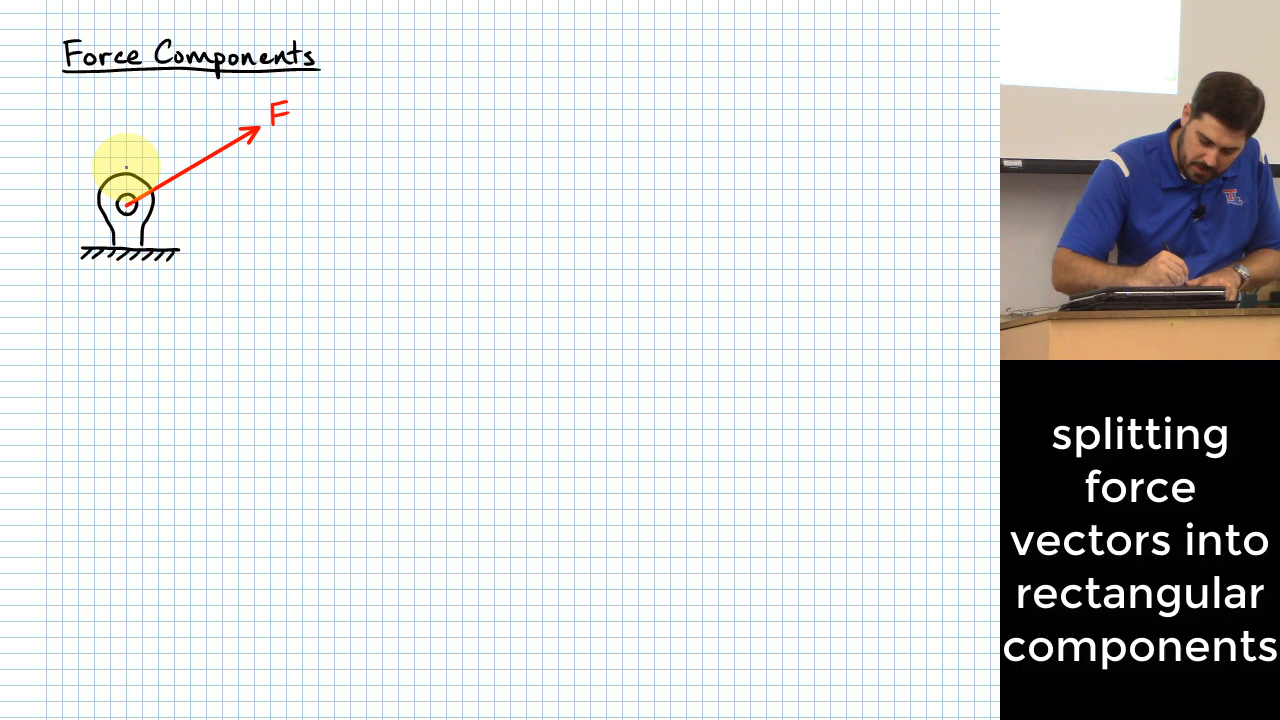 Force Components
F
splitting
force
vectors into
rectangular
components